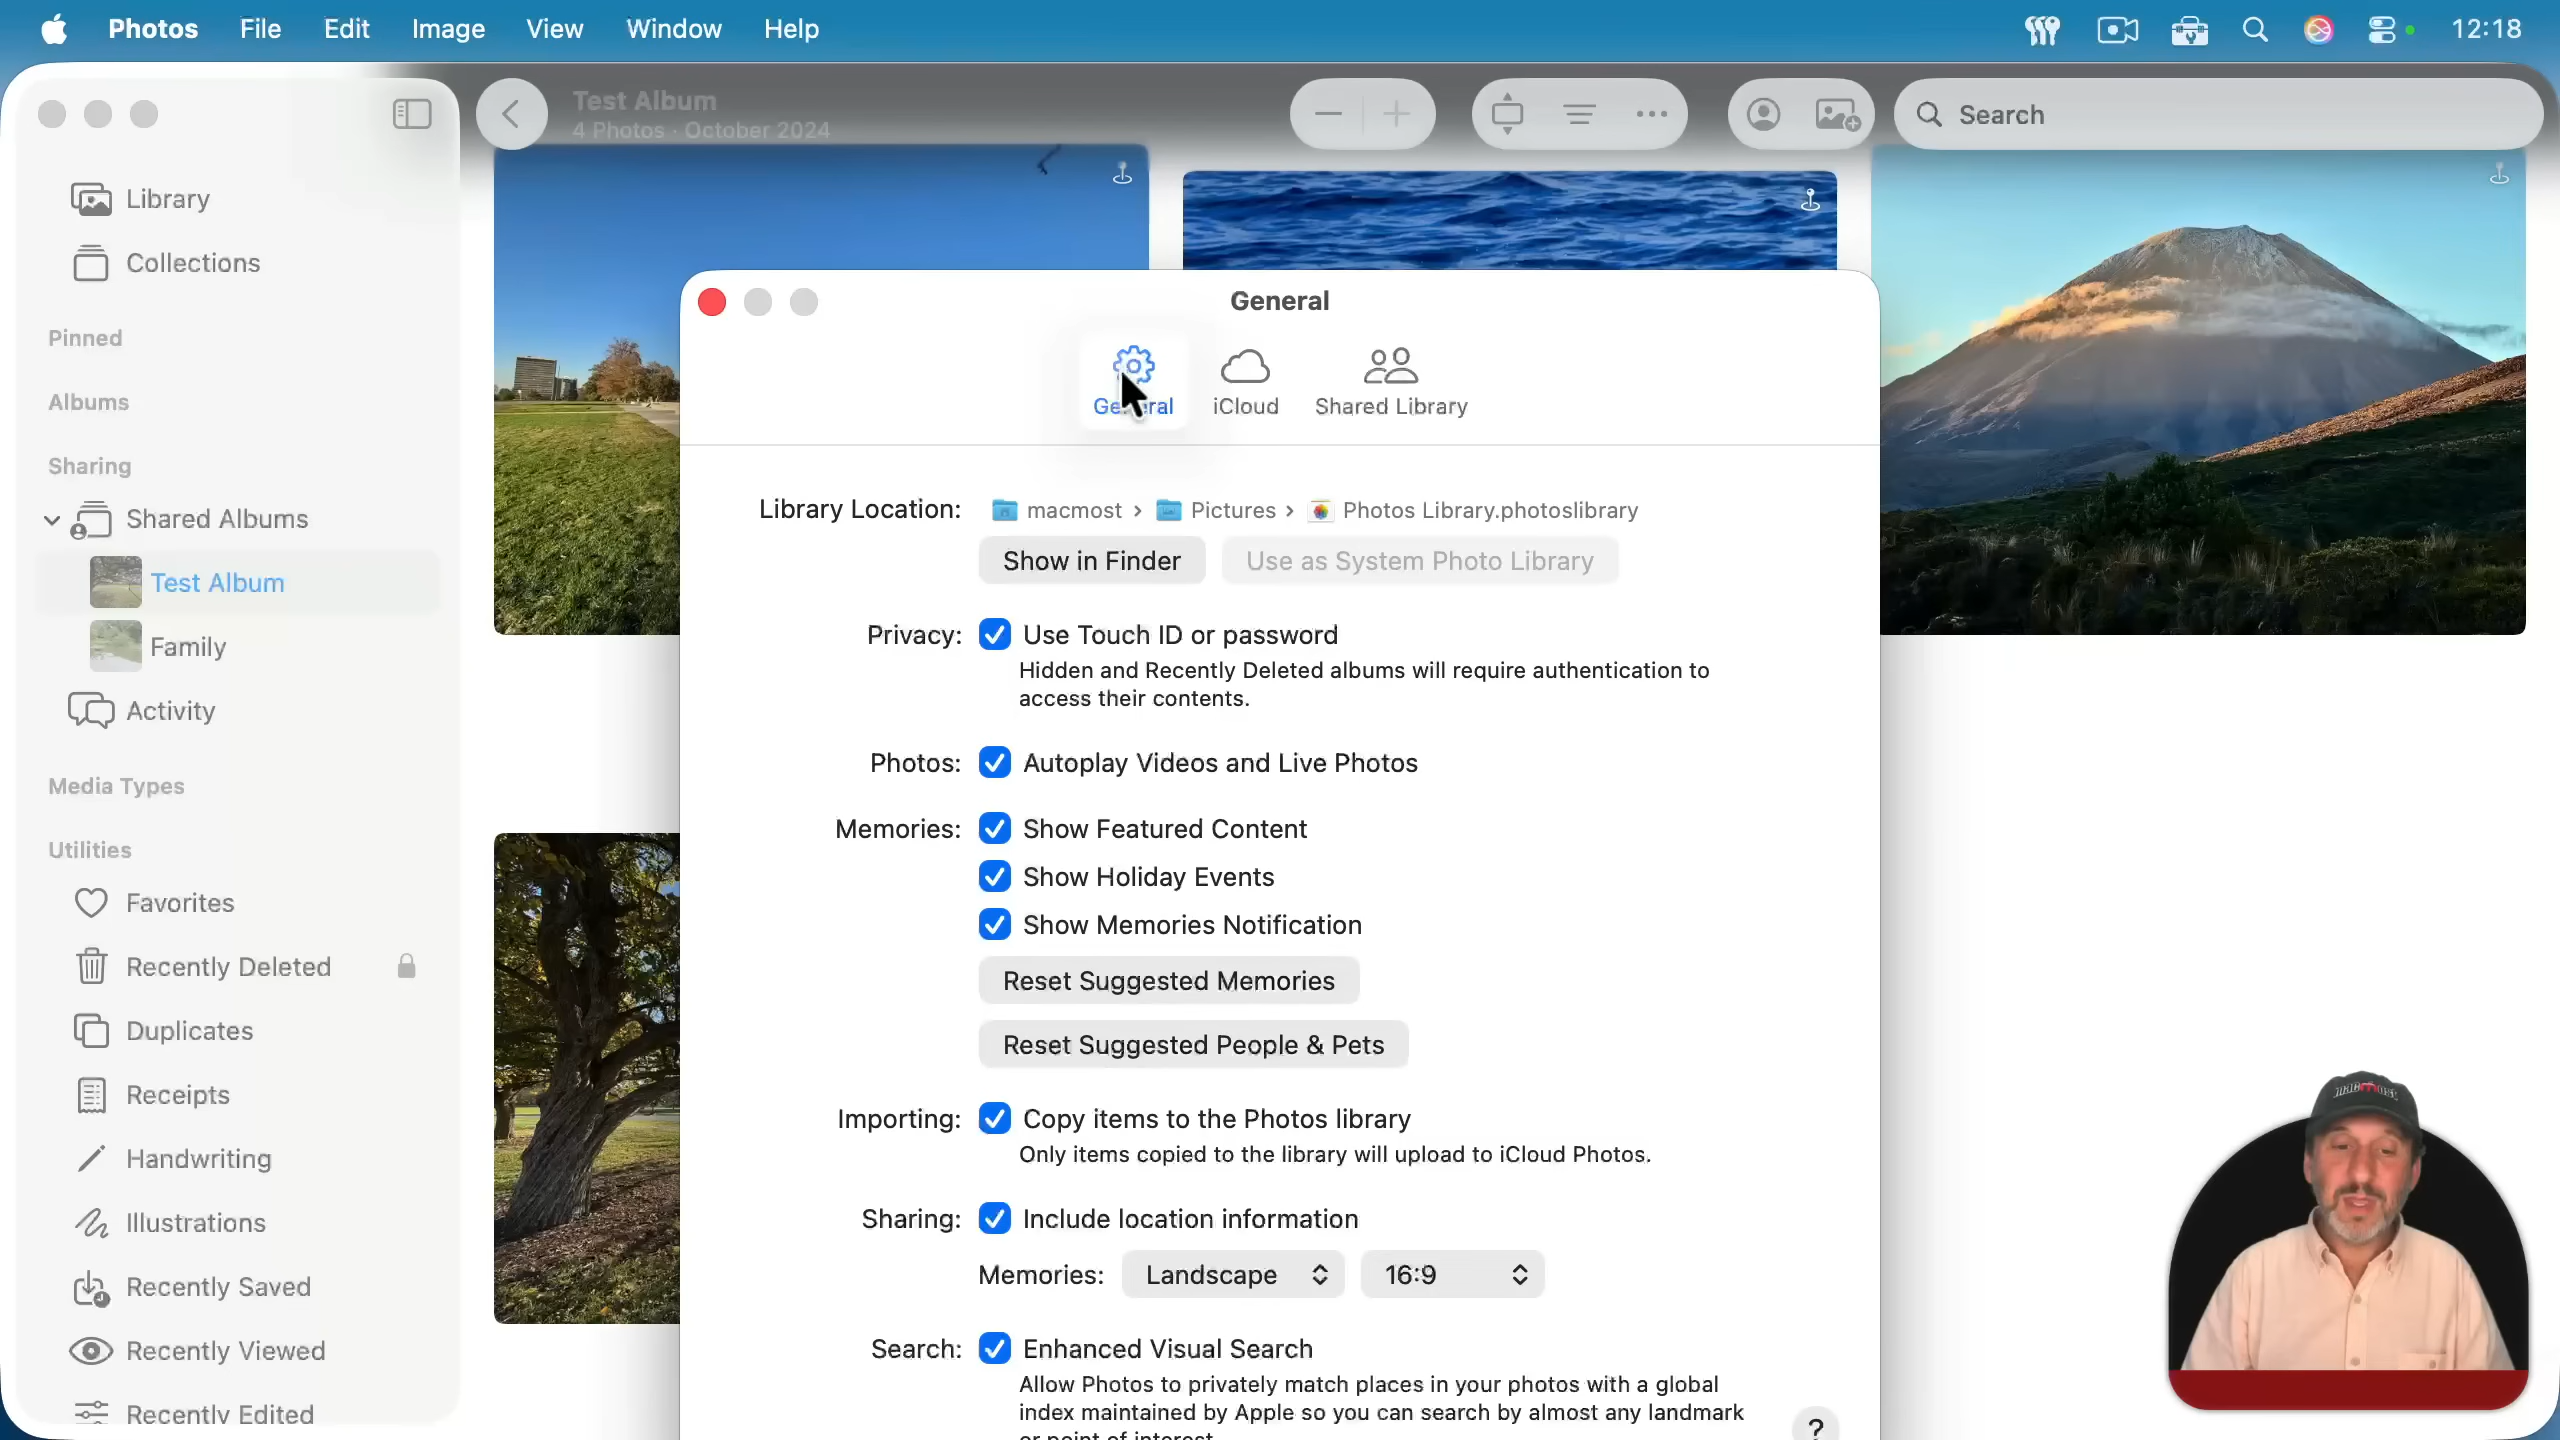 Photos File Edit Image View Window Help 12:18
Test Album
4 Photos · October 2024
Search
Library
Collections
Pinned
Albums
Sharing
Shared Albums
Test Album
Family
Activity
Media Types
Utilities
Favorites
Recently Deleted
Duplicates
Receipts
Handwriting
Illustrations
Recently Saved
Recently Viewed
Recently Edited
General
General iCloud Shared Library
Library Location: macmost › Pictures › Photos Library.photoslibrary
Show in Finder Use as System Photo Library
Privacy: Use Touch ID or password
Hidden and Recently Deleted albums will require authentication to
access their contents.
Photos: Autoplay Videos and Live Photos
Memories: Show Featured Content
Show Holiday Events
Show Memories Notification
Reset Suggested Memories
Reset Suggested People & Pets
Importing: Copy items to the Photos library
Only items copied to the library will upload to iCloud Photos.
Sharing: Include location information
Memories: Landscape 16:9
Search: Enhanced Visual Search
Allow Photos to privately match places in your photos with a global
index maintained by Apple so you can search by almost any landmark
or point of interest.
?